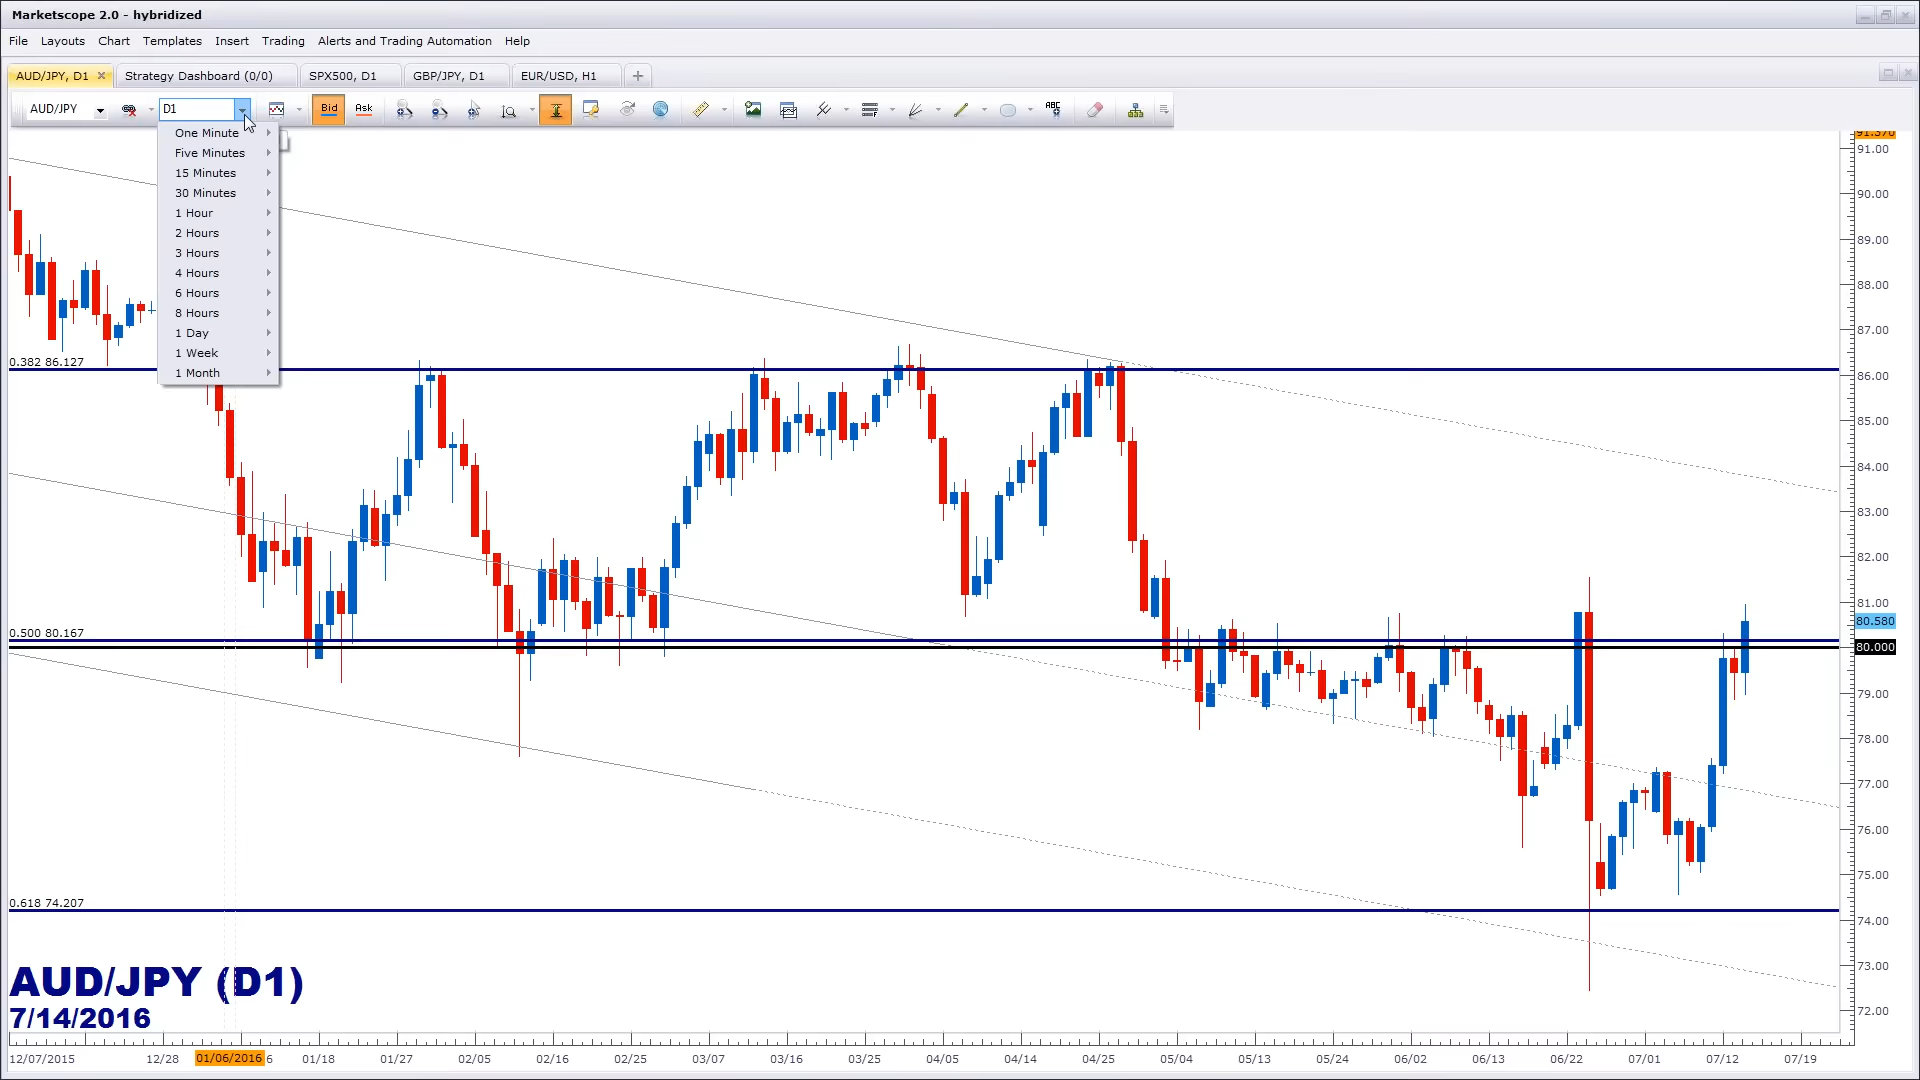 Marketscope 2.0 - hybridized
File Layouts Chart Templates Insert Trading Alerts and Trading Automation Help
AUD/JPY, D1 Strategy Dashboard (0/0) SPX500, D1 GBP/JPY, D1 EUR/USD, H1
AUD/JPY D1 Bid Ask ABC
One Minute
Five Minutes
15 Minutes
30 Minutes
1 Hour
2 Hours
3 Hours
4 Hours
6 Hours
8 Hours
1 Day
1 Week
1 Month
91.370
91.00
90.00
89.00
88.00
87.00
86.00
85.00
84.00
83.00
82.00
81.00
80.580
80.000
79.00
78.00
77.00
76.00
75.00
74.00
73.00
72.00
0.382 86.127
0.500 80.167
0.618 74.207
AUD/JPY (D1)
7/14/2016
12/07/2015 12/28 01/06/2016 6 01/18 01/27 02/05 02/16 02/25 03/07 03/16 03/25 04/05 04/14 04/25 05/04 05/13 05/24 06/02 06/13 06/22 07/01 07/12 07/19